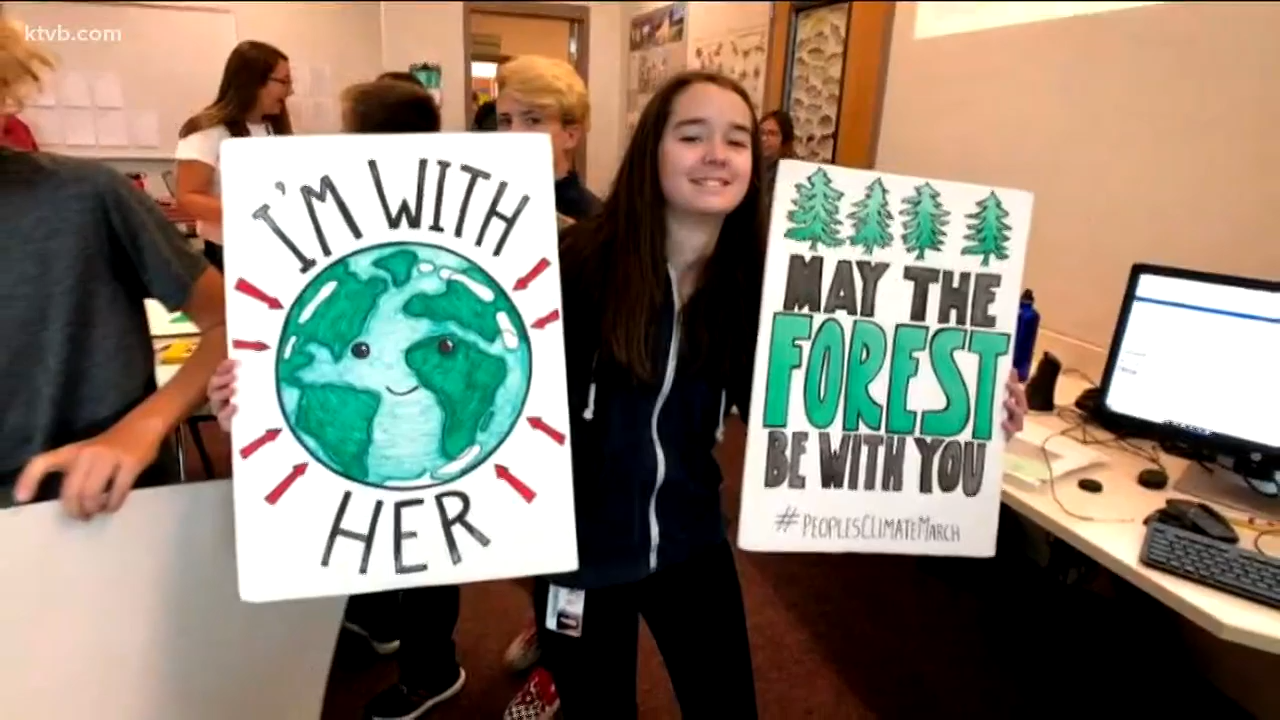 ktvb.com
I'M WITH
HER
MAY THE
FOREST
BE WITH YOU
#PEOPLESCLIMATEMARCH